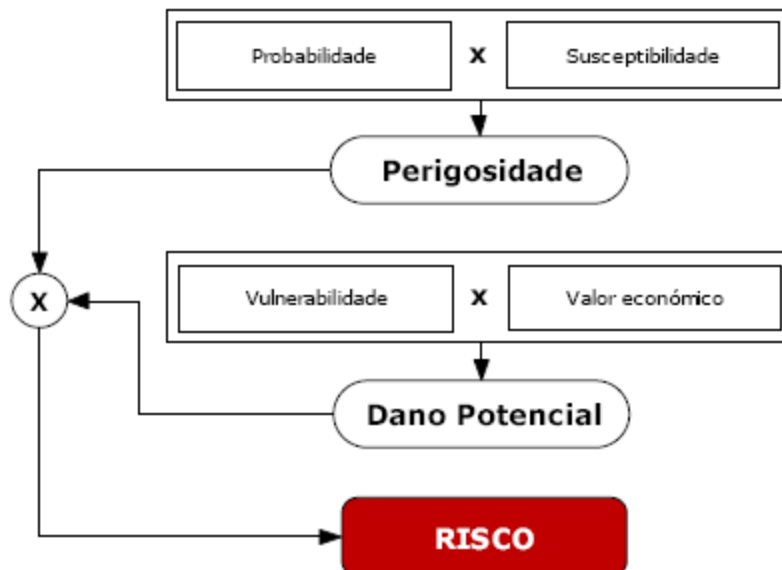 Probabilidade x Susceptibilidade
Perigosidade
x
Vulnerabilidade x Valor económico
Dano Potencial
RISCO